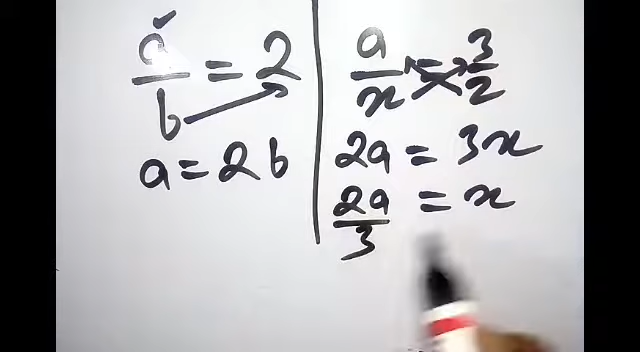 a/b = 2
a = 2b
a/x = 3/2
2a = 3x
2a/3 = x